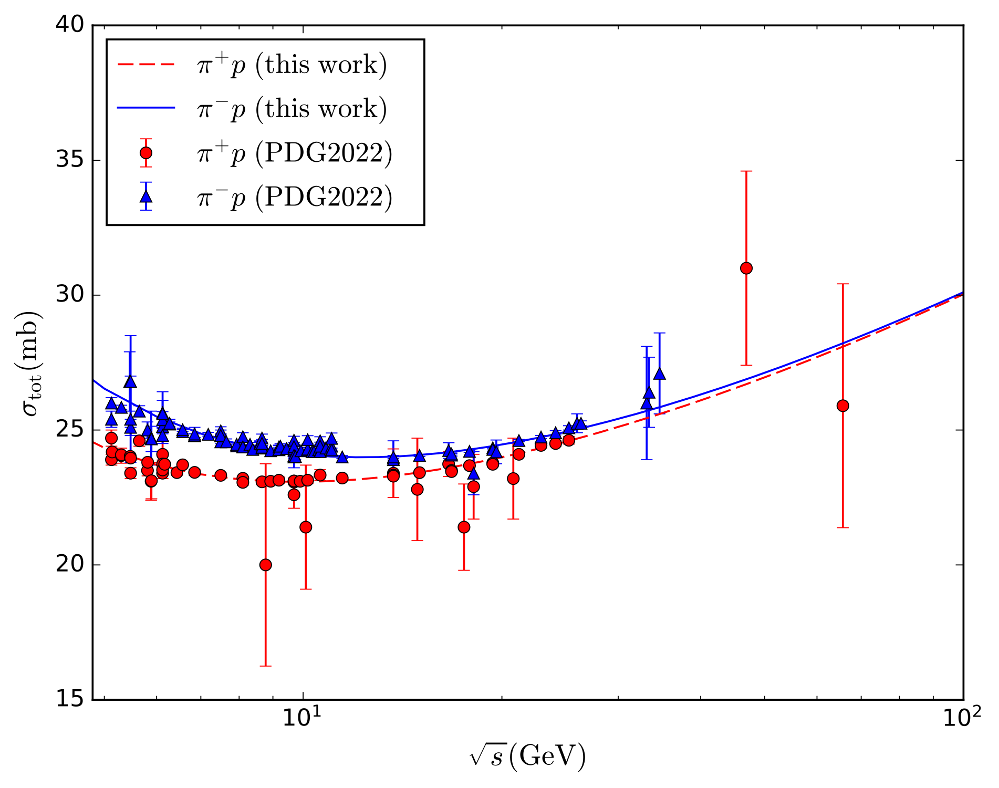 40
35
30
25
20
15
σ_tot(mb)
π⁺p (this work)
π⁻p (this work)
π⁺p (PDG2022)
π⁻p (PDG2022)
10¹
10²
√s(GeV)